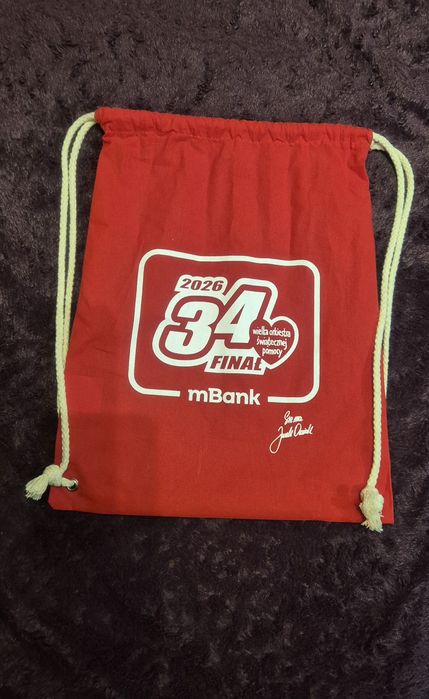 2026
34
wielka orkiestra
świątecznej
pomocy
FINAŁ
mBank